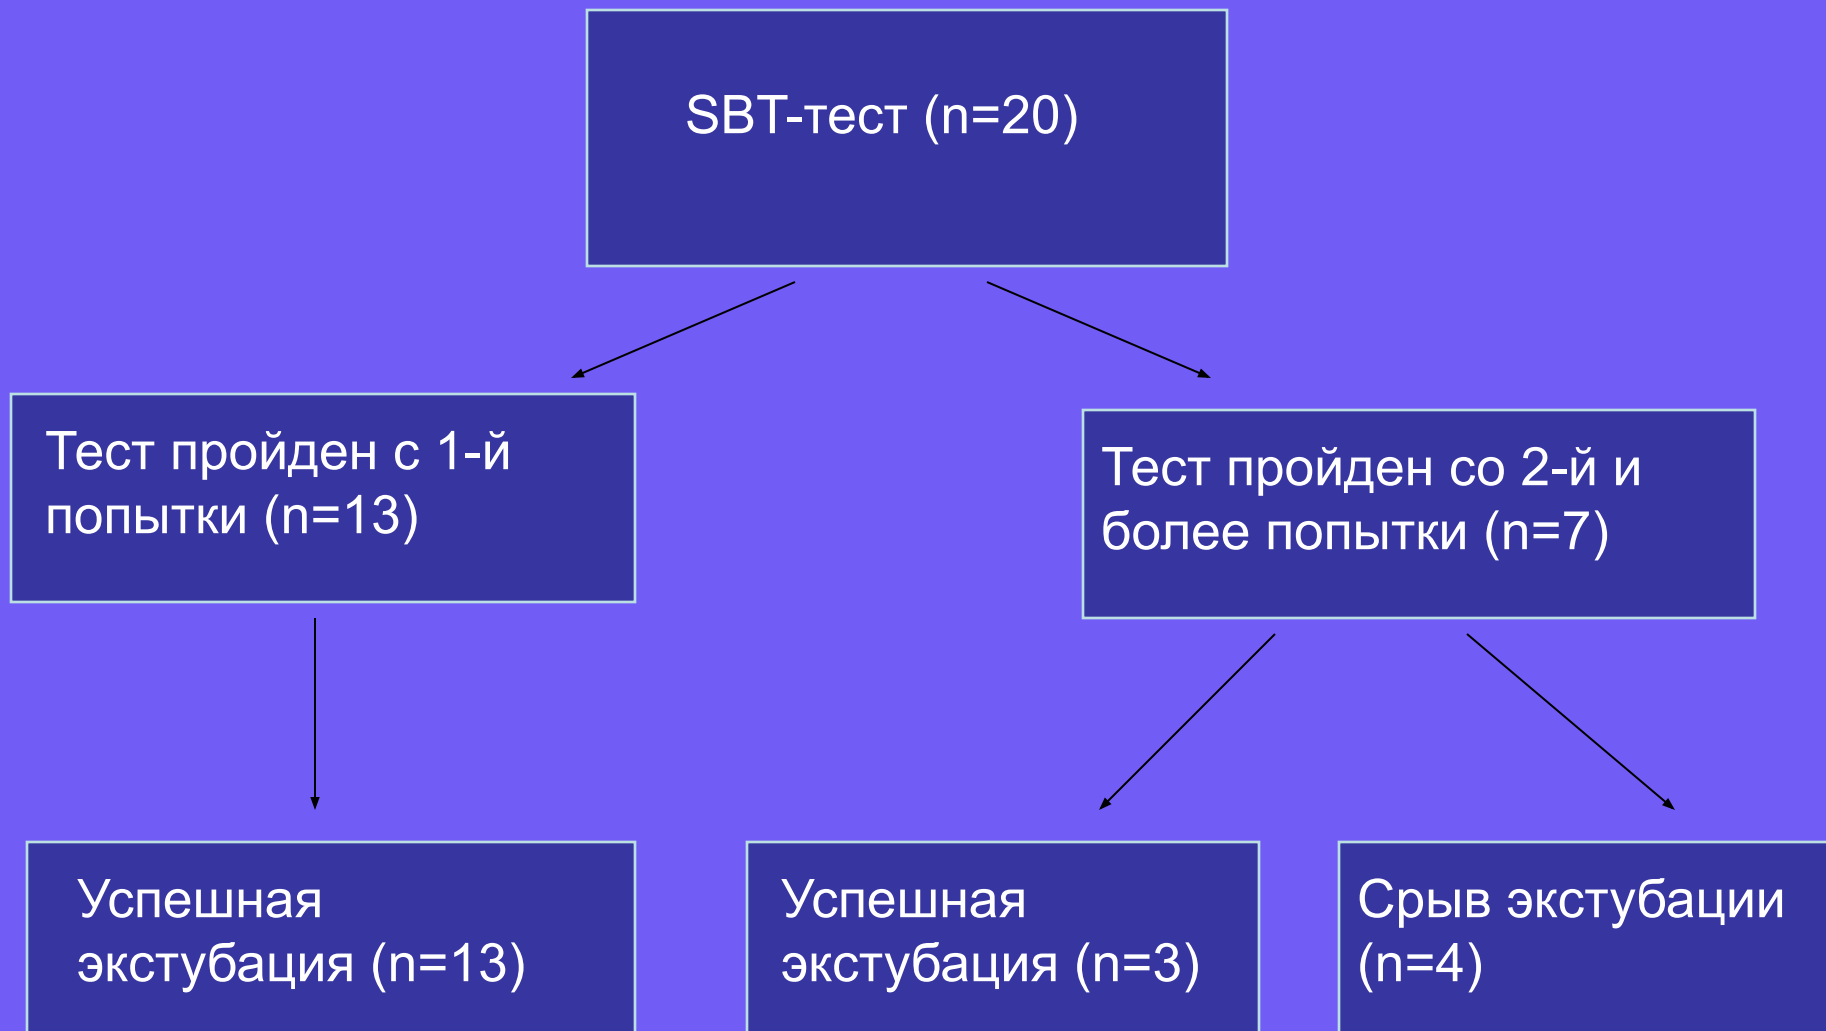 SBT-тест (n=20)
Тест пройден с 1-й
попытки (n=13)
Тест пройден со 2-й и
более попытки (n=7)
Успешная
экстубация (n=13)
Успешная
экстубация (n=3)
Срыв экстубации
(n=4)